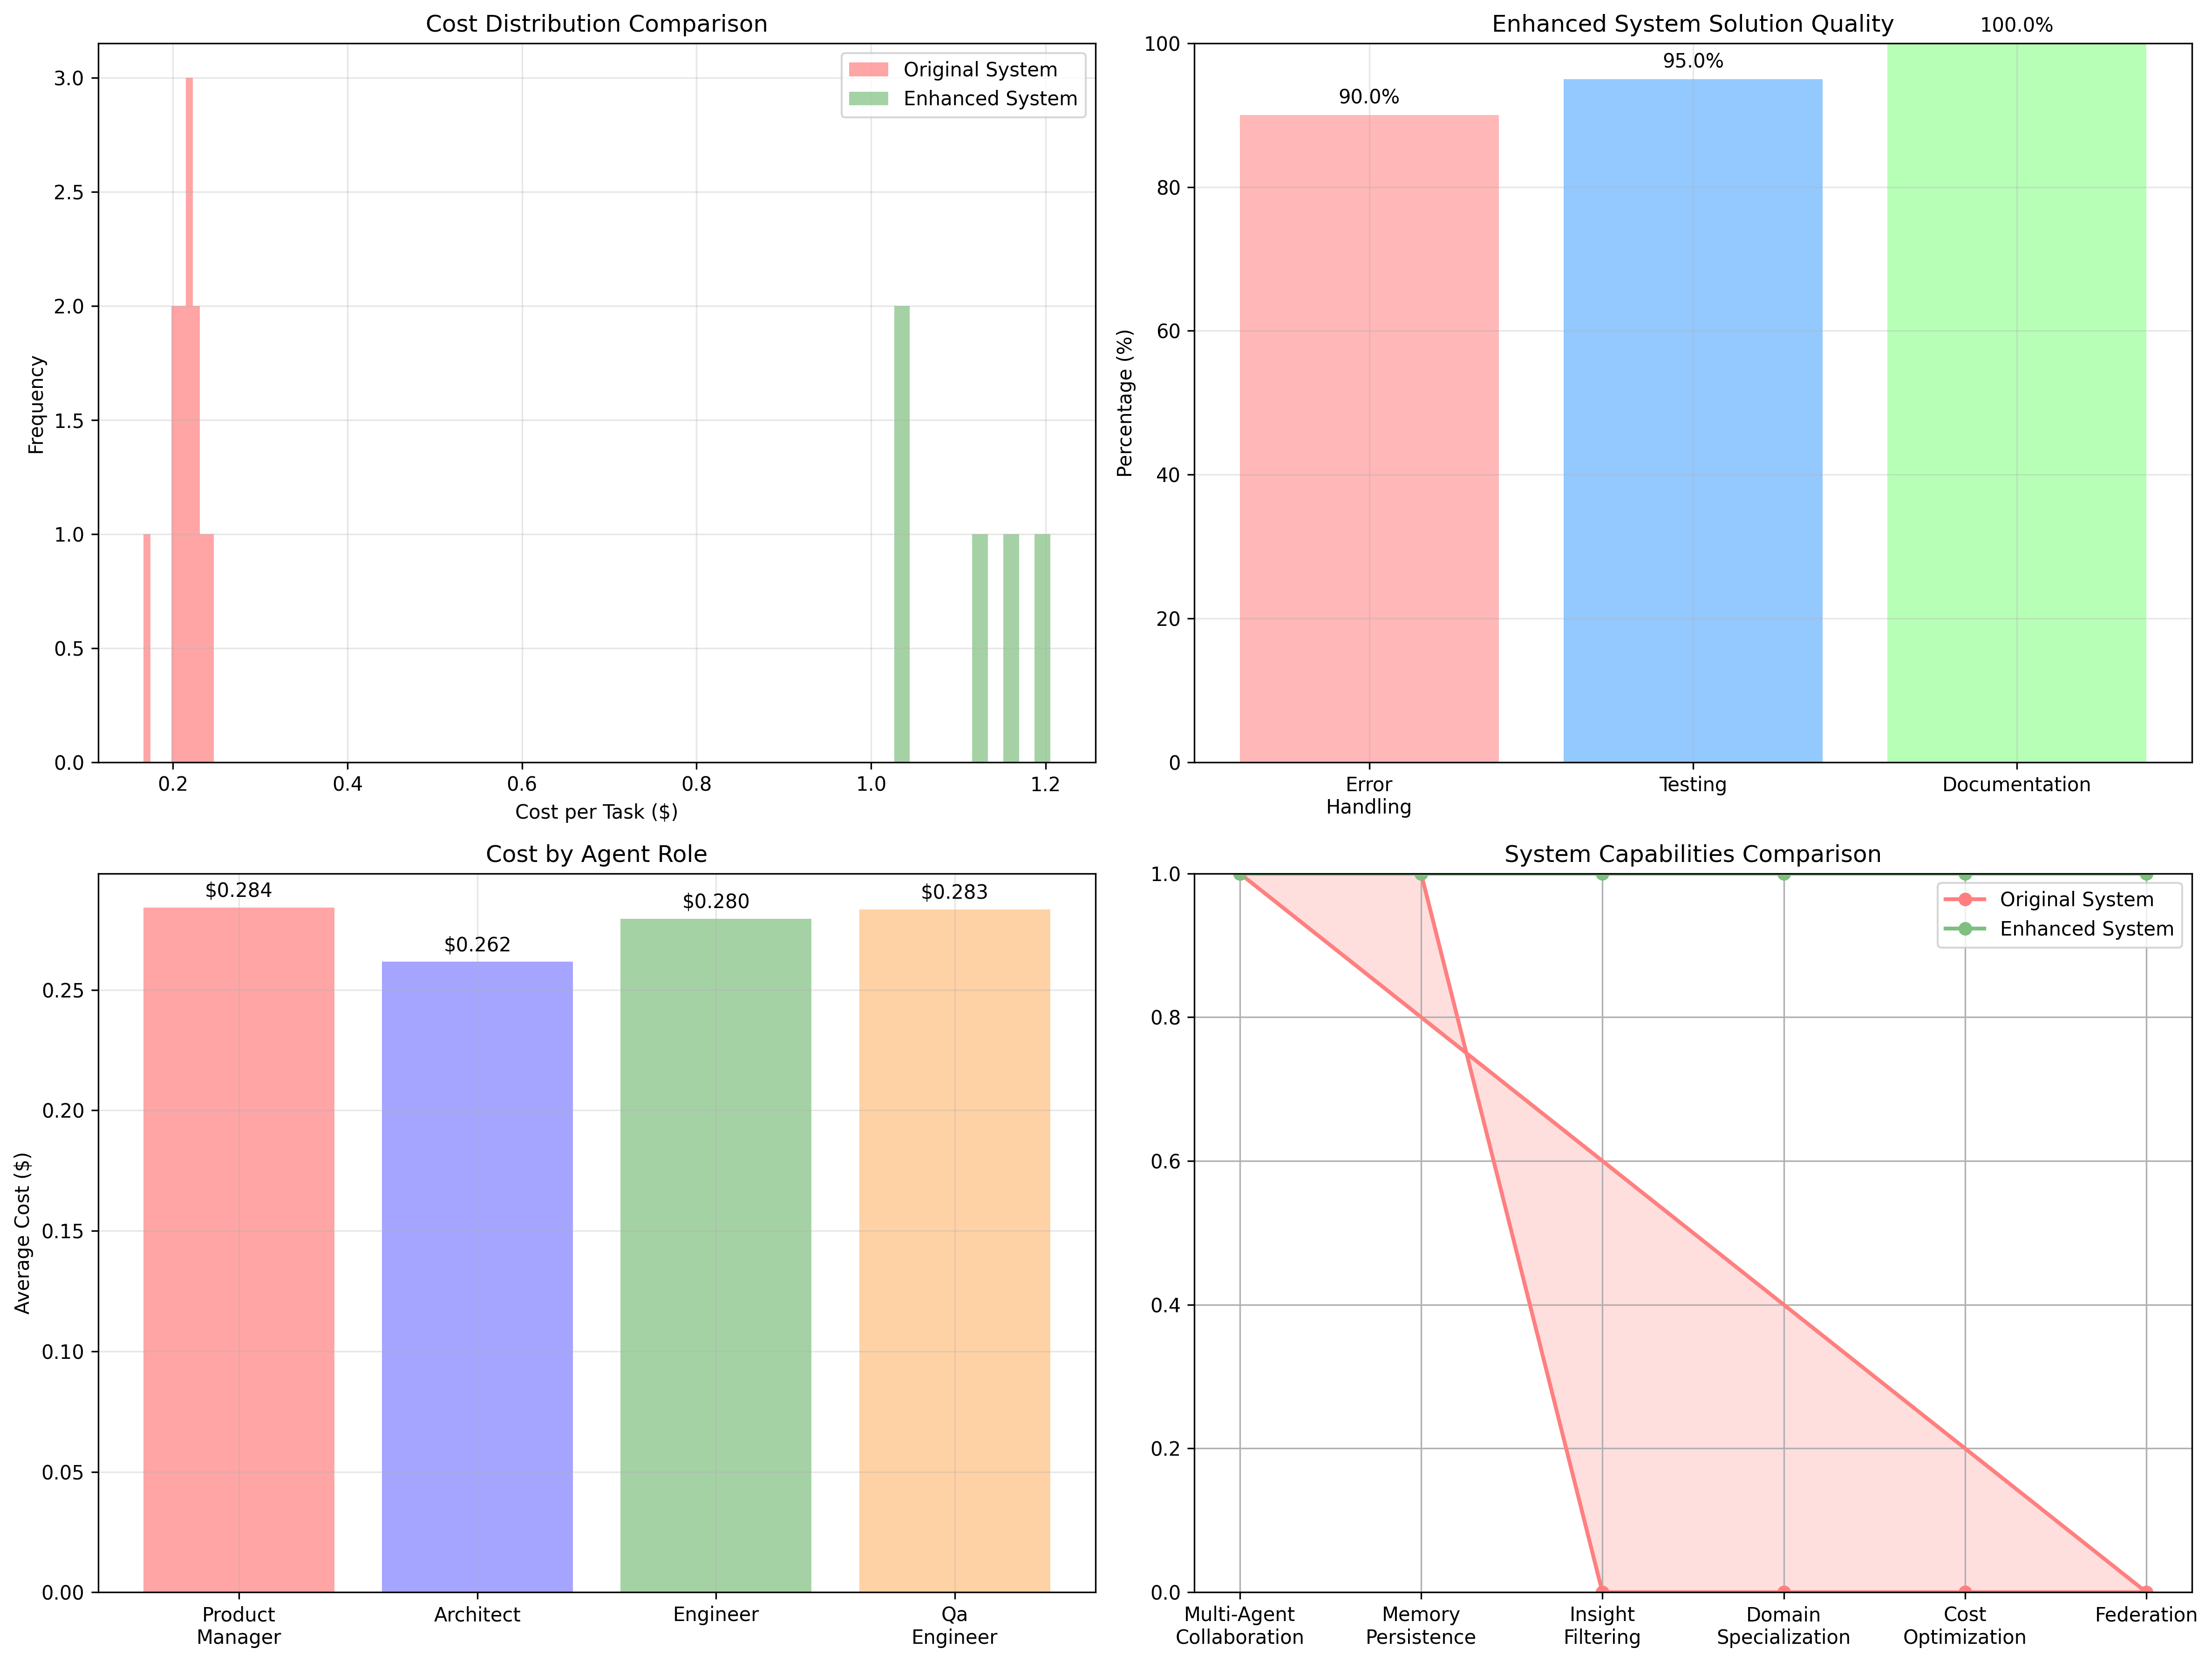 Cost Distribution Comparison
Original System
Enhanced System
3.0
2.5
2.0
1.5
1.0
0.5
0.0
Frequency
0.2
0.4
0.6
0.8
1.0
1.2
Cost per Task ($)
Enhanced System Solution Quality
100.0%
95.0%
90.0%
100
80
60
40
20
0
Percentage (%)
Error
Handling
Testing
Documentation
Cost by Agent Role
$0.284
$0.262
$0.280
$0.283
0.25
0.20
0.15
0.10
0.05
0.00
Average Cost ($)
Product
Manager
Architect
Engineer
Qa
Engineer
System Capabilities Comparison
Original System
Enhanced System
1.0
0.8
0.6
0.4
0.2
0.0
Multi-Agent
Collaboration
Memory
Persistence
Insight
Filtering
Domain
Specialization
Cost
Optimization
Federation